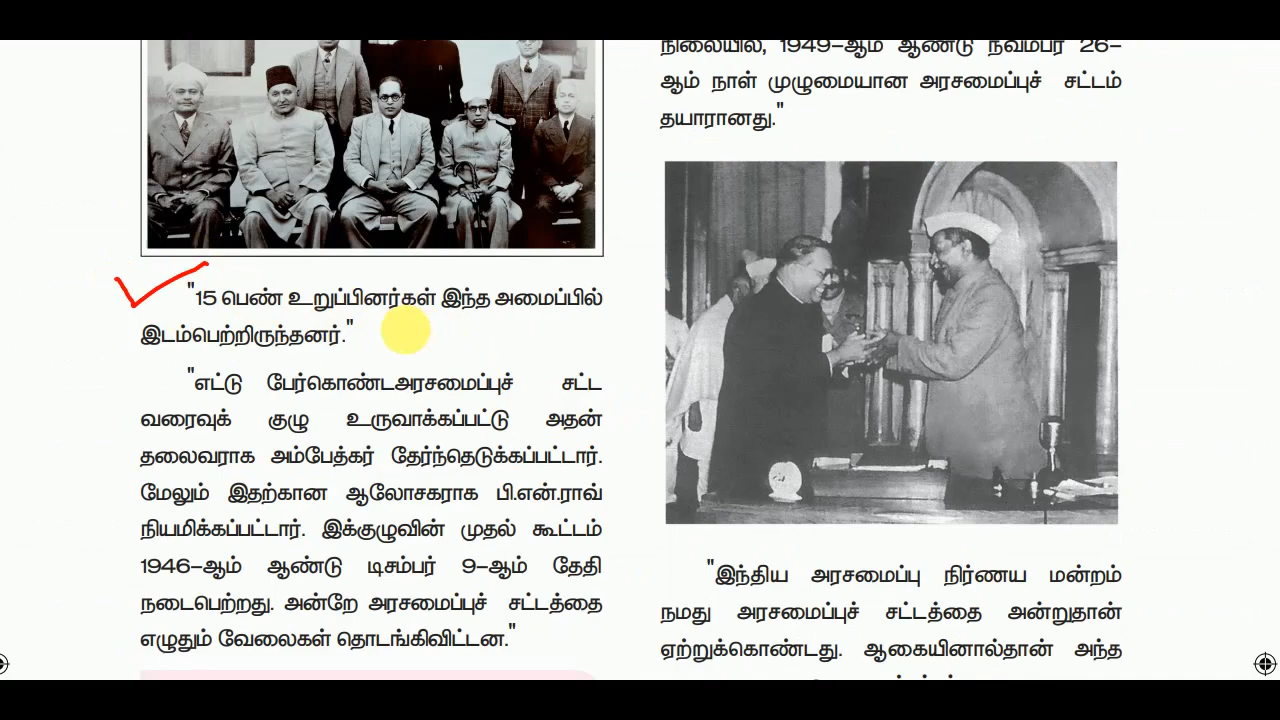 "15 பெண் உறுப்பினர்கள் இந்த அமைப்பில்
இடம்பெற்றிருந்தனர்."
"எட்டு பேர்கொண்டஅரசமைப்புச் சட்ட
வரைவுக் குழு உருவாக்கப்பட்டு அதன்
தலைவராக அம்பேத்கர் தேர்ந்தெடுக்கப்பட்டார்.
மேலும் இதற்கான ஆலோசகராக பி.என்.ராவ்
நியமிக்கப்பட்டார். இக்குழுவின் முதல் கூட்டம்
1946-ஆம் ஆண்டு டிசம்பர் 9-ஆம் தேதி
நடைபெற்றது. அன்றே அரசமைப்புச் சட்டத்தை
எழுதும் வேலைகள் தொடங்கிவிட்டன."
நிலையில், 1949-ஆம் ஆண்டு நவம்பர் 26-
ஆம் நாள் முழுமையான அரசமைப்புச் சட்டம்
தயாரானது."
"இந்திய அரசமைப்பு நிர்ணய மன்றம்
நமது அரசமைப்புச் சட்டத்தை அன்றுதான்
ஏற்றுக்கொண்டது. ஆகையினால்தான் அந்த